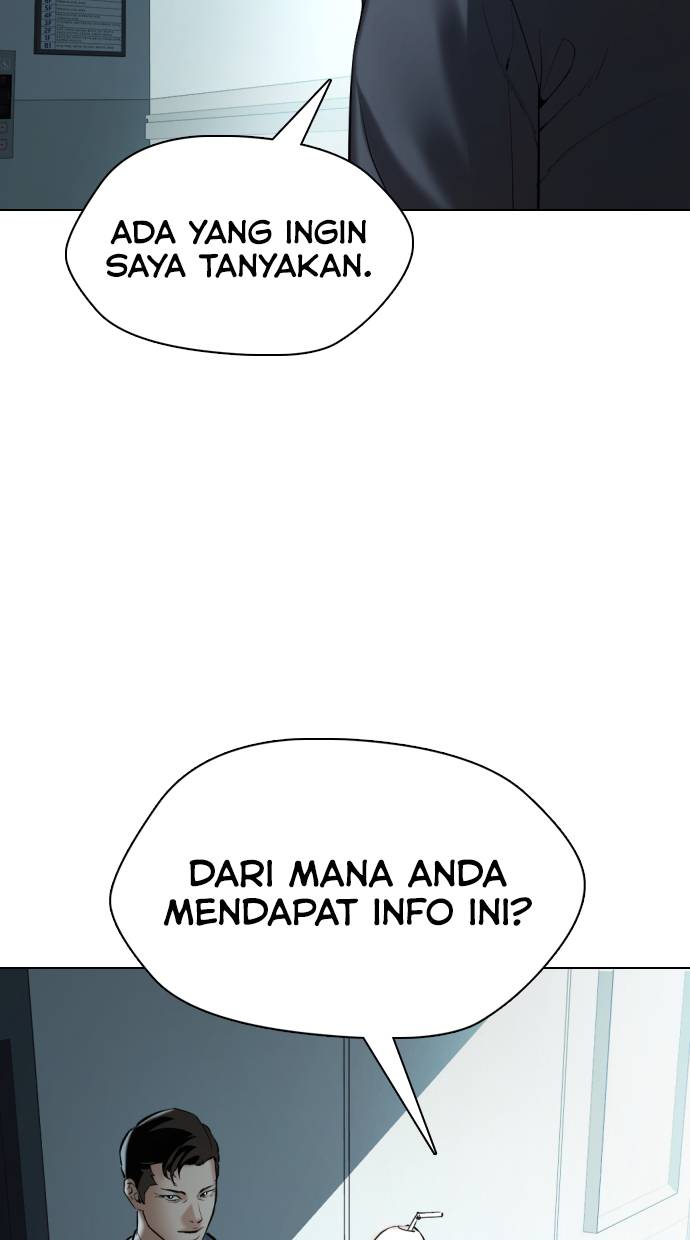 ADA YANG INGIN
SAYA TANYAKAN.
DARI MANA ANDA
MENDAPAT INFO INI?